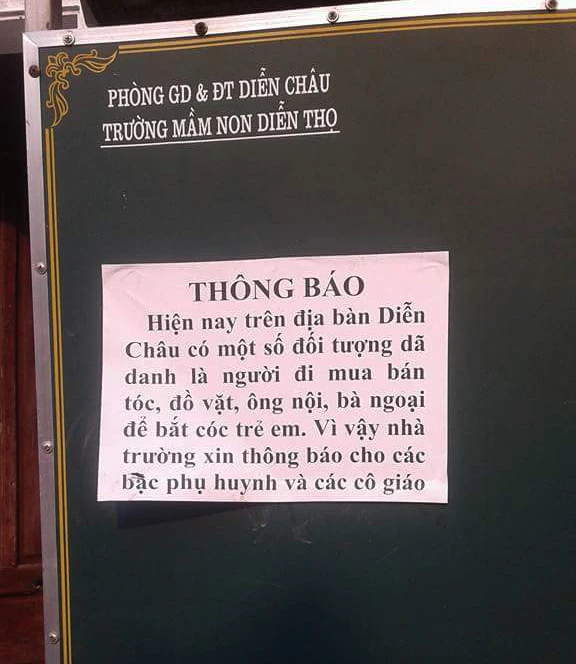 PHÒNG GD & ĐT DIỄN CHÂU
TRƯỜNG MẦM NON DIỄN THỌ
THÔNG BÁO
Hiện nay trên địa bàn Diễn
Châu có một số đối tượng dã
danh là người đi mua bán
tóc, đồ vật, ông nội, bà ngoại
để bắt cóc trẻ em. Vì vậy nhà
trường xin thông báo cho các
bậc phụ huynh và các cô giáo